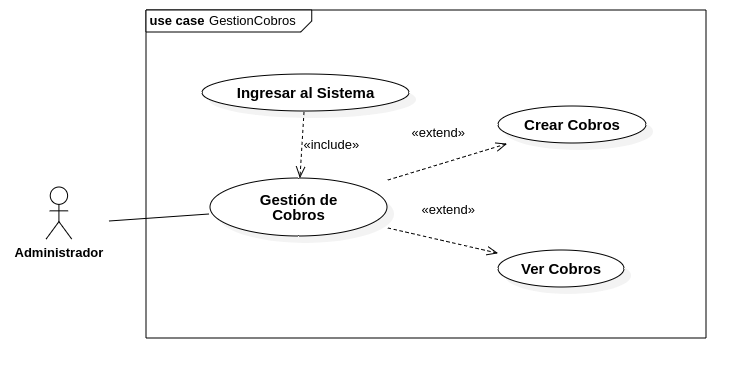 use case GestionCobros
Ingresar al Sistema
«include»
«extend»
Crear Cobros
Gestión de
Cobros
«extend»
Ver Cobros
Administrador